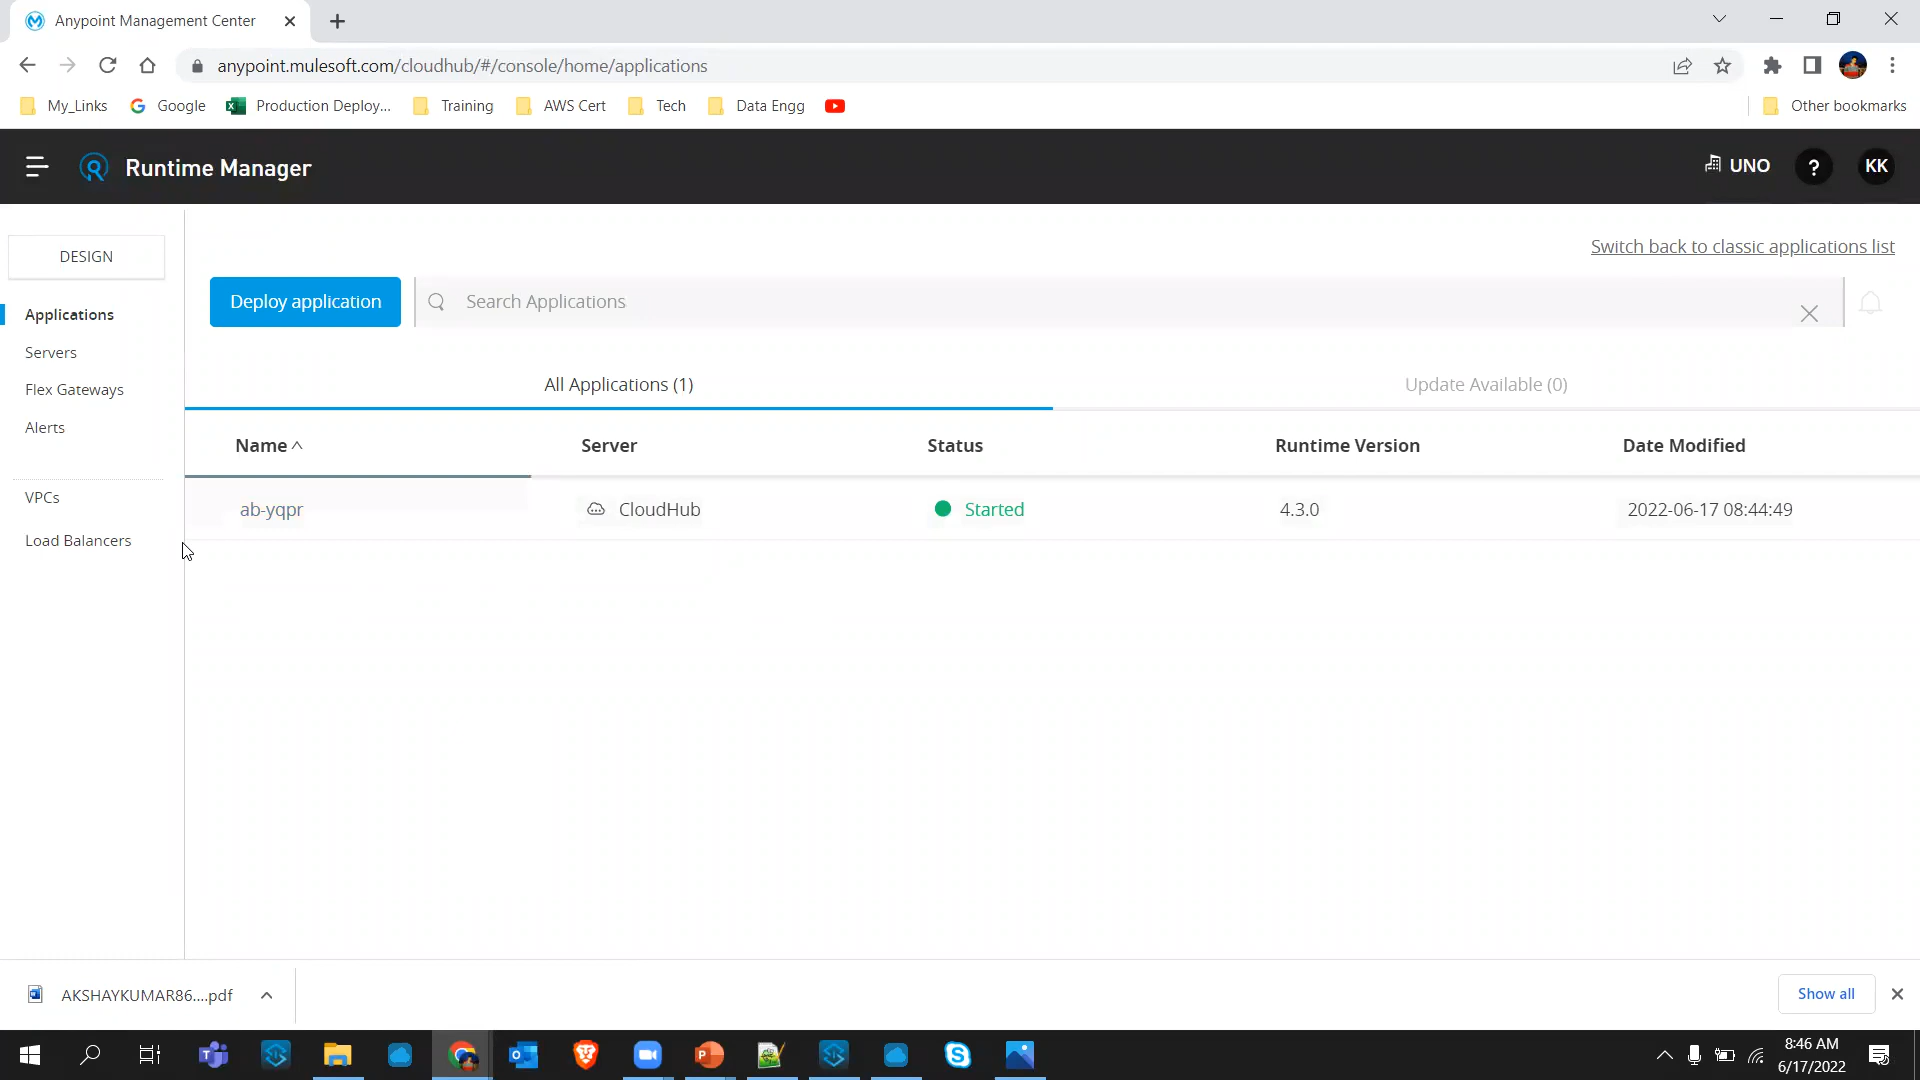 Anypoint Management Center
anypoint.mulesoft.com/cloudhub/#/console/home/applications
My_Links Google Production Deploy... Training AWS Cert Tech Data Engg Other bookmarks
Runtime Manager UNO ? KK
DESIGN
Switch back to classic applications list
Deploy application Search Applications
Applications
Servers
Flex Gateways
Alerts
VPCs
Load Balancers
All Applications (1) Update Available (0)
Name Server Status Runtime Version Date Modified
ab-yqpr CloudHub Started 4.3.0 2022-06-17 08:44:49
AKSHAYKUMAR86....pdf Show all
8:46 AM
6/17/2022